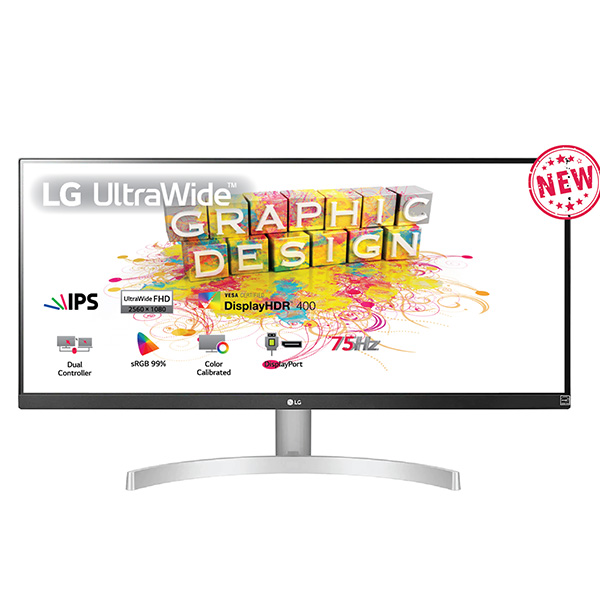 NEW
LG UltraWide™
GRAPHIC
DESIGN
IPS
UltraWide FHD
2560 × 1080
VESA CERTIFIED
DisplayHDR 400
Dual
Controller
sRGB 99%
Color
Calibrated
DisplayPort
75Hz
LG